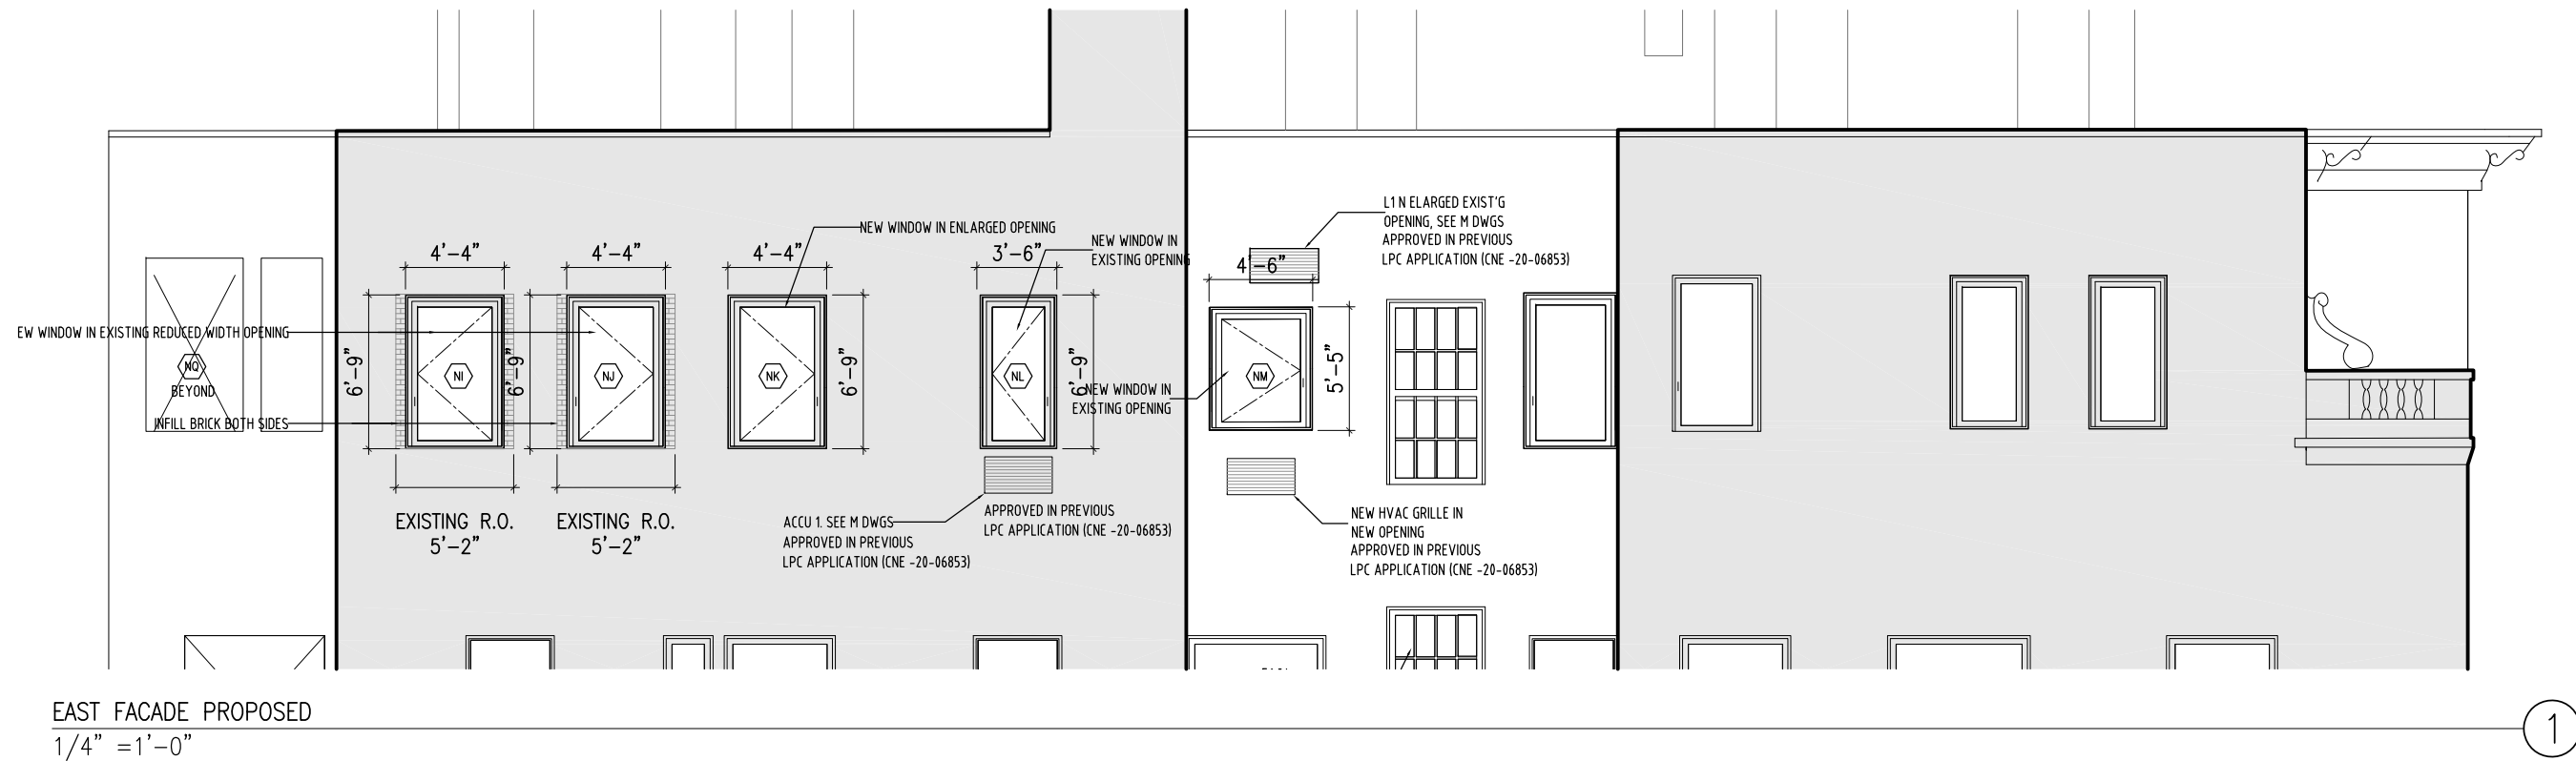 L1 N ELARGED EXIST'G
OPENING, SEE M DWGS
APPROVED IN PREVIOUS
LPC APPLICATION (CNE -20-06853)
NEW WINDOW IN ENLARGED OPENING
NEW WINDOW IN
EXISTING OPENING
4'-4"
4'-4"
4'-4"
3'-6"
4'-6"
EW WINDOW IN EXISTING REDUCED WIDTH OPENING
6'-9"
6'-9"
6'-9"
6'-9"
5'-5"
NQ
BEYOND
NI
NJ
NK
NL
NM
NEW WINDOW IN
EXISTING OPENING
INFILL BRICK BOTH SIDES
EXISTING R.O.
5'-2"
EXISTING R.O.
5'-2"
ACCU 1. SEE M DWGS
APPROVED IN PREVIOUS
LPC APPLICATION (CNE -20-06853)
APPROVED IN PREVIOUS
LPC APPLICATION (CNE -20-06853)
NEW HVAC GRILLE IN
NEW OPENING
APPROVED IN PREVIOUS
LPC APPLICATION (CNE -20-06853)
EAST FACADE PROPOSED
1/4" =1'-0"
1